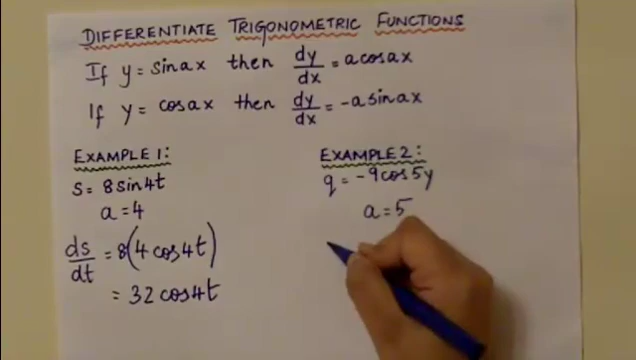 DIFFERENTIATE TRIGONOMETRIC FUNCTIONS
If y = sinax then dy/dx = acosax
If y = cosax then dy/dx = -asinax
EXAMPLE 1:
s = 8sin4t
a = 4
ds/dt = 8(4cos4t)
= 32cos4t
EXAMPLE 2:
q = -9cos5y
a = 5